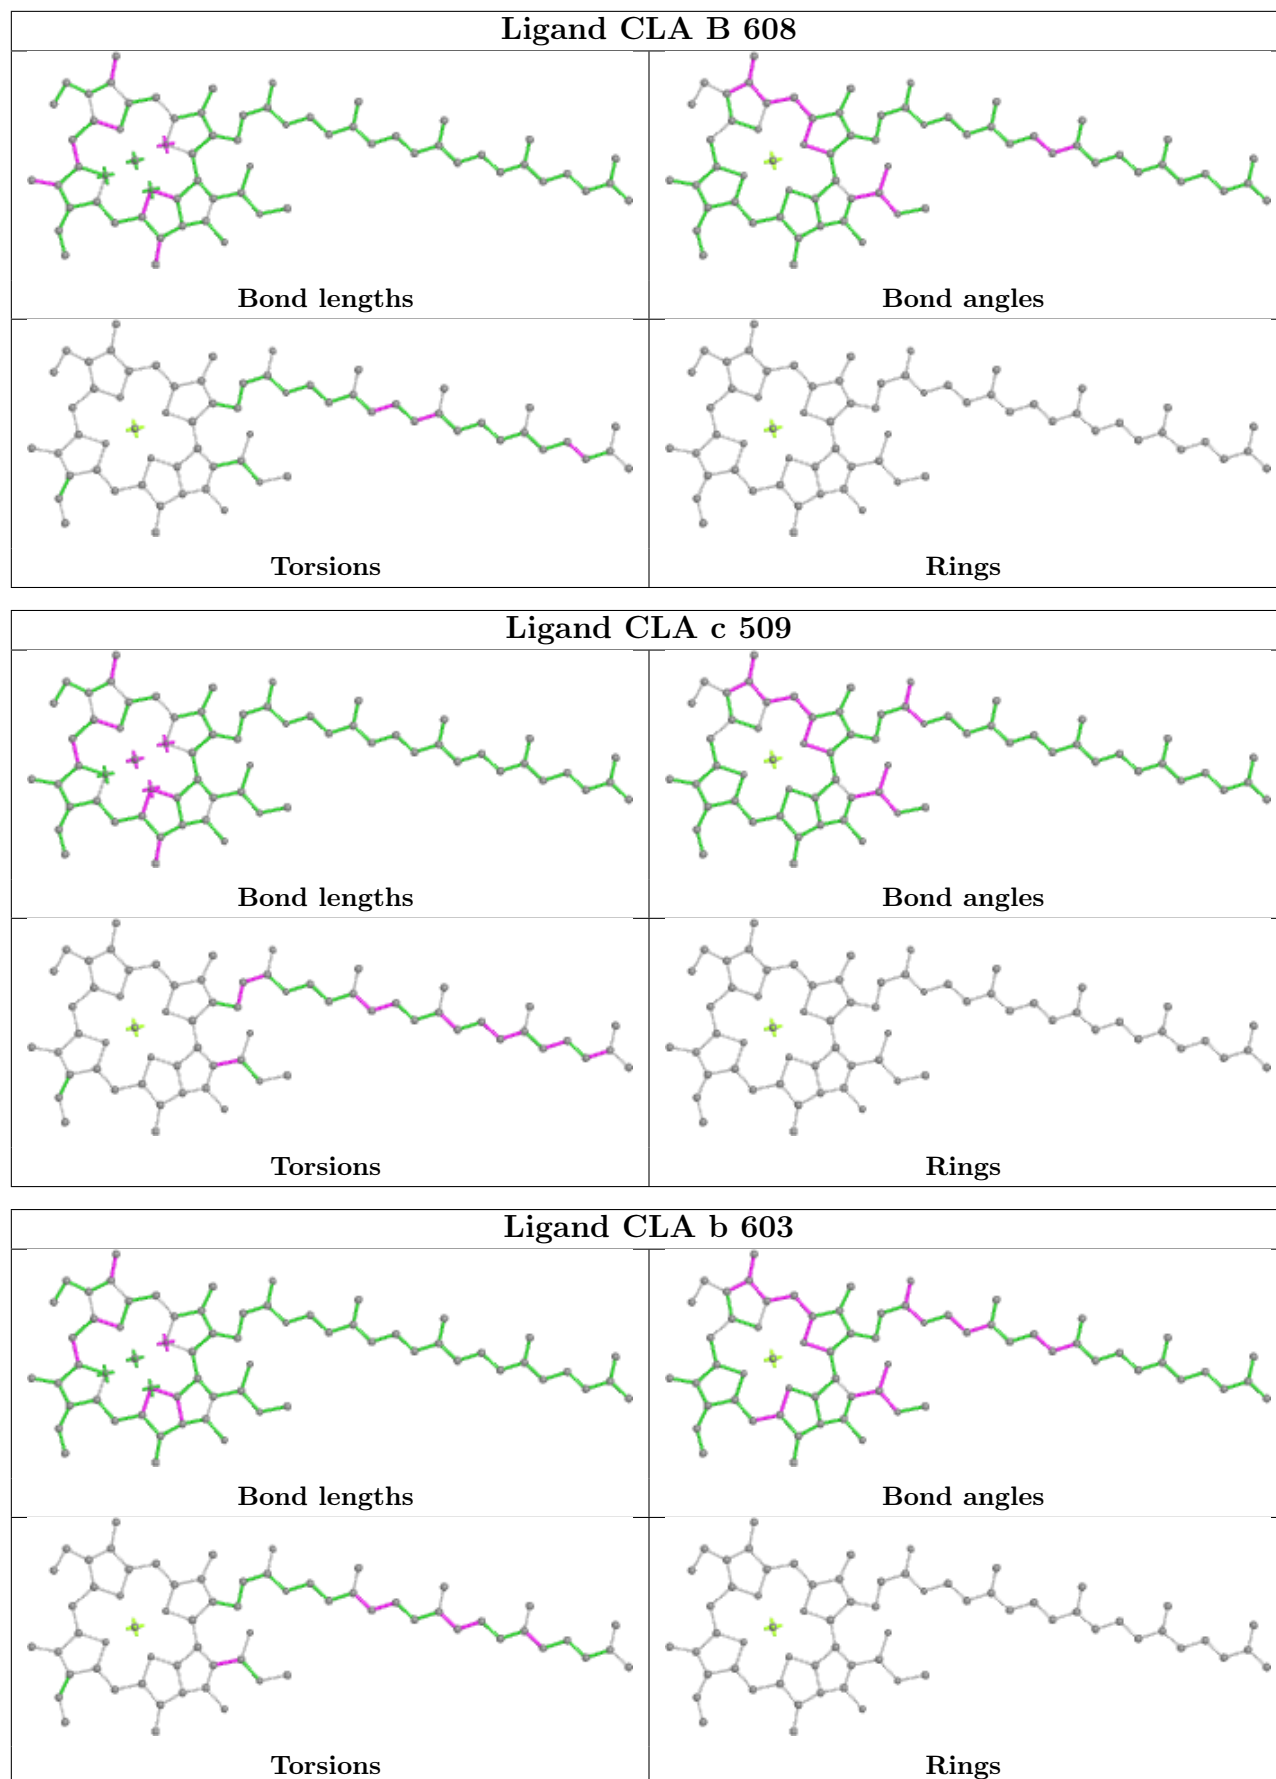 Ligand CLA B 608
Bond lengths
Bond angles
Torsions
Rings
Ligand CLA c 509
Bond lengths
Bond angles
Torsions
Rings
Ligand CLA b 603
Bond lengths
Bond angles
Torsions
Rings